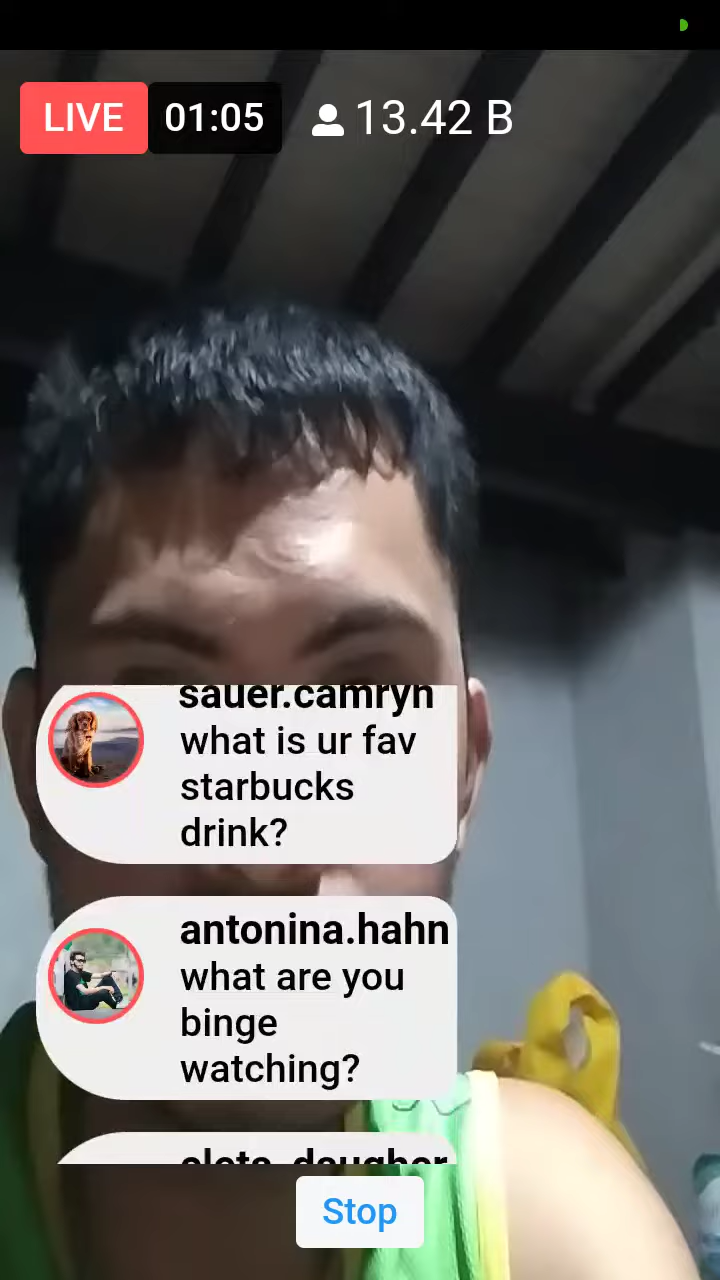 LIVE 01:05 13.42 B
sauer.camryn
what is ur fav
starbucks
drink?
antonina.hahn
what are you
binge
watching?
Stop